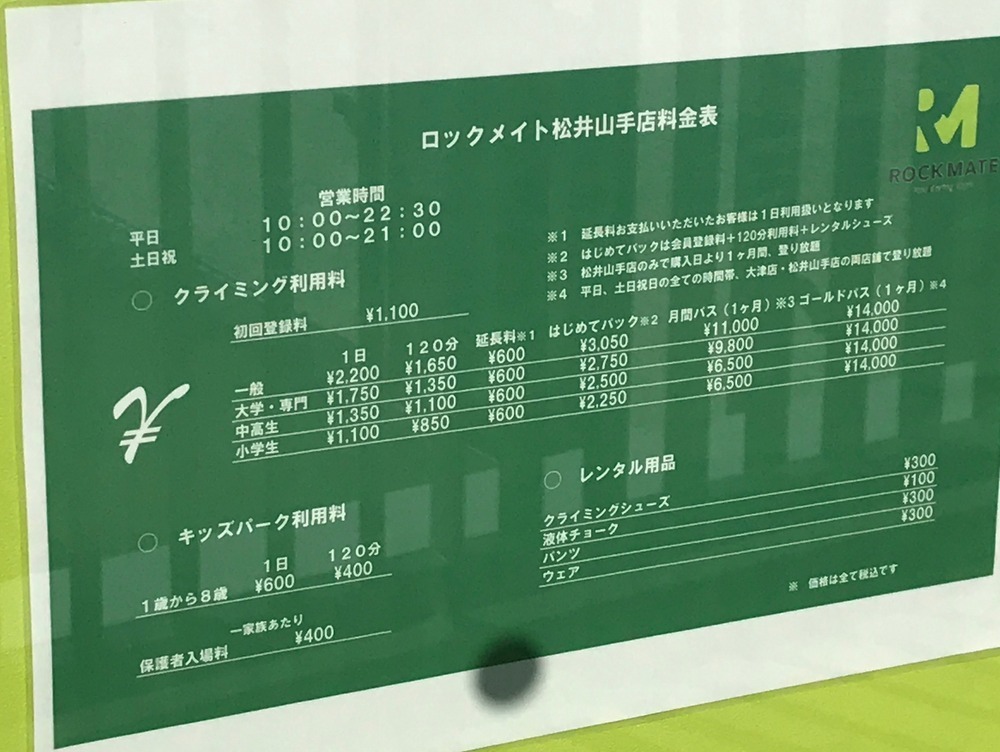 ロックメイト松井山手店料金表
RM
ROCK MATE
営業時間
平日 10:00～22:30
土日祝 10:00～21:00
※1 延長料お支払いいただいたお客様は1日利用扱いとなります
※2 はじめてパックは会員登録料＋120分利用料＋レンタルシューズ
※3 松井山手店のみで購入日より1ヶ月間、登り放題
※4 平日、土日祝日の全ての時間帯、大津店・松井山手店の両店舗で登り放題
○ クライミング利用料
初回登録料 ¥1,100
1日 120分 延長料※1 はじめてパック※2 月間パス（1ヶ月）※3 ゴールドパス（1ヶ月）※4
一般 ¥2,200 ¥1,650 ¥600 ¥3,050 ¥11,000 ¥14,000
大学・専門 ¥1,750 ¥1,350 ¥600 ¥2,750 ¥9,800 ¥14,000
中高生 ¥1,350 ¥1,100 ¥600 ¥2,500 ¥6,500 ¥14,000
小学生 ¥1,100 ¥850 ¥600 ¥2,250 ¥6,500 ¥14,000
○ キッズパーク利用料
1日 120分
1歳から8歳 ¥600 ¥400
一家族あたり
保護者入場料 ¥400
○ レンタル用品
クライミングシューズ ¥300
液体チョーク ¥100
パンツ ¥300
ウェア ¥300
※ 価格は全て税込です